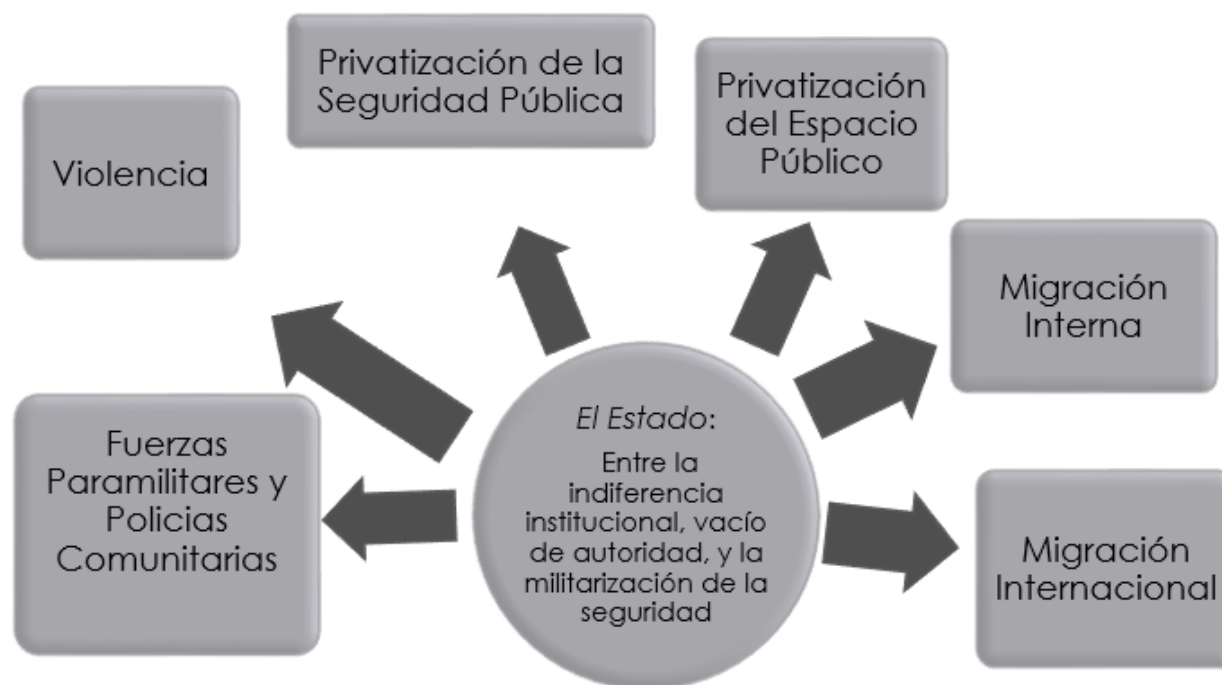 Privatización de la
Seguridad Pública
Privatización
del Espacio
Público
Violencia
Migración
Interna
Fuerzas
Paramilitares y
Policias
Comunitarias
El Estado:
Entre la
indiferencia
institucional, vacío
de autoridad, y la
militarización de la
seguridad
Migración
Internacional